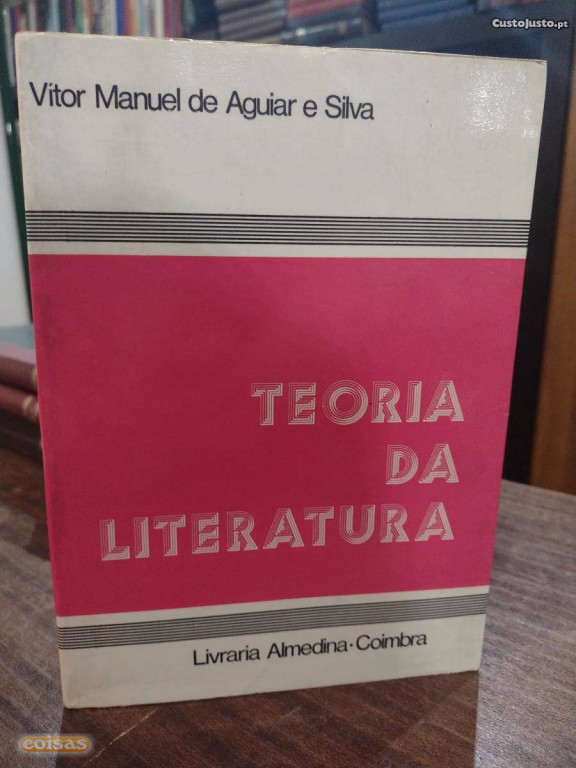 CustoJusto.pt
Vítor Manuel de Aguiar e Silva
TEORIA
DA
LITERATURA
Livraria Almedina·Coimbra
coisas